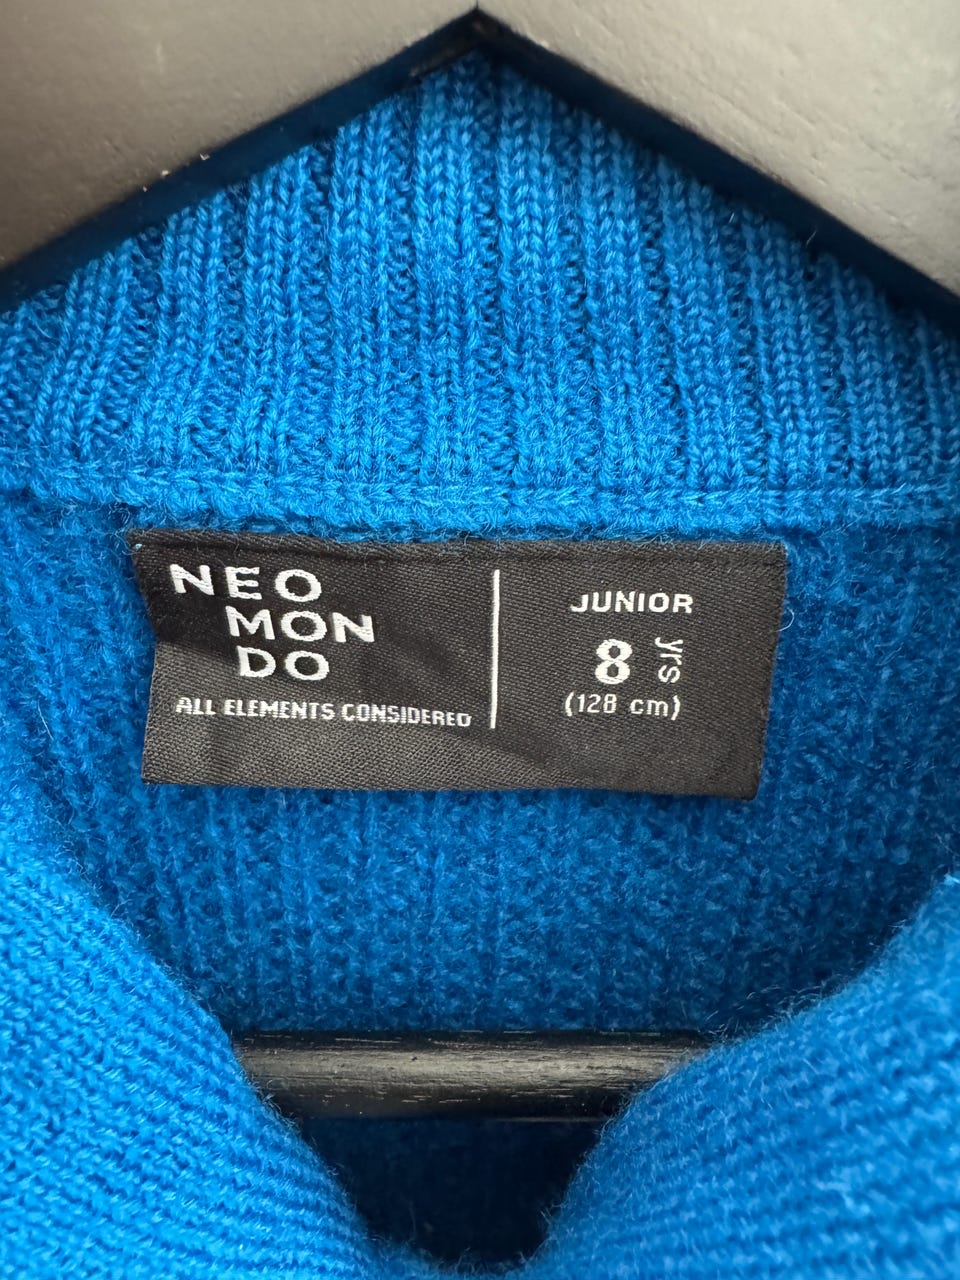 NEO
MON
DO
ALL ELEMENTS CONSIDERED
JUNIOR
8 yrs
(128 cm)